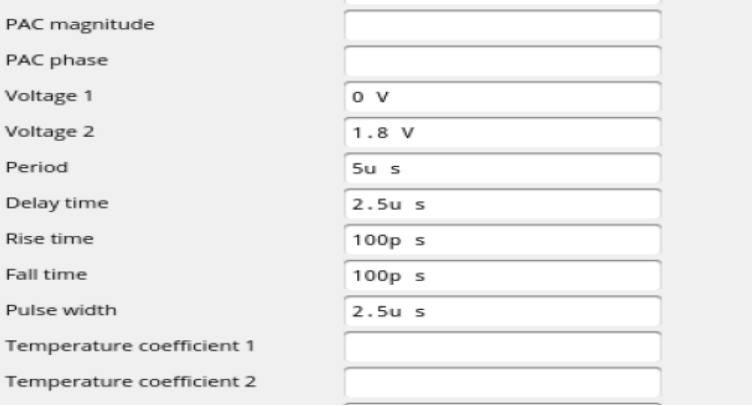 PAC magnitude
PAC phase
Voltage 1 0 V
Voltage 2 1.8 V
Period 5u s
Delay time 2.5u s
Rise time 100p s
Fall time 100p s
Pulse width 2.5u s
Temperature coefficient 1
Temperature coefficient 2